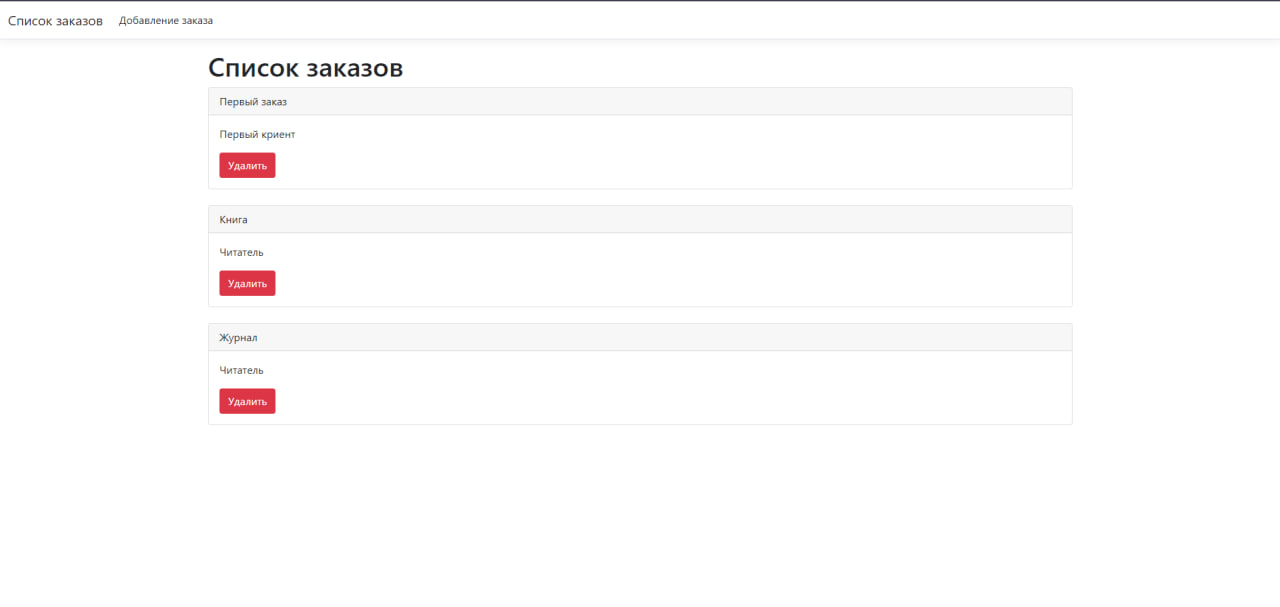 Список заказов Добавление заказа
Список заказов
Первый заказ
Первый криент
Удалить
Книга
Читатель
Удалить
Журнал
Читатель
Удалить